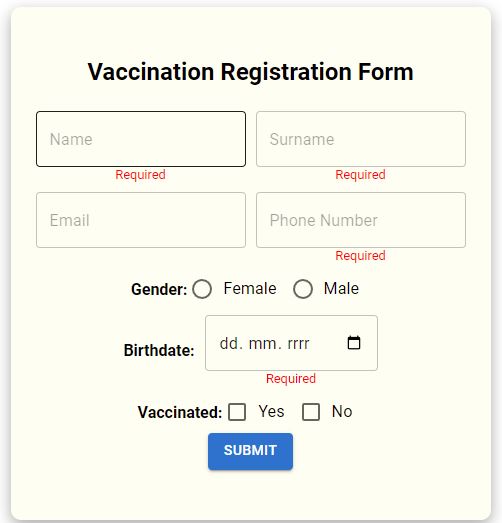 Vaccination Registration Form
Name Surname
Required Required
Email Phone Number
Required
Gender: Female Male
Birthdate: dd. mm. rrrr
Required
Vaccinated: Yes No
SUBMIT